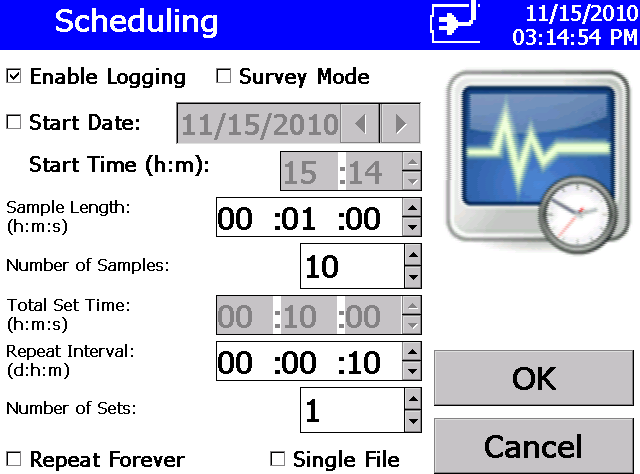 Scheduling
11/15/2010
03:14:54 PM
Enable Logging Survey Mode
Start Date: 11/15/2010
Start Time (h:m): 15 :14
Sample Length:
(h:m:s)
00 :01 :00
Number of Samples: 10
Total Set Time:
(h:m:s)
00 :10 :00
Repeat Interval:
(d:h:m)
00 :00 :10
Number of Sets: 1
OK
Cancel
Repeat Forever Single File